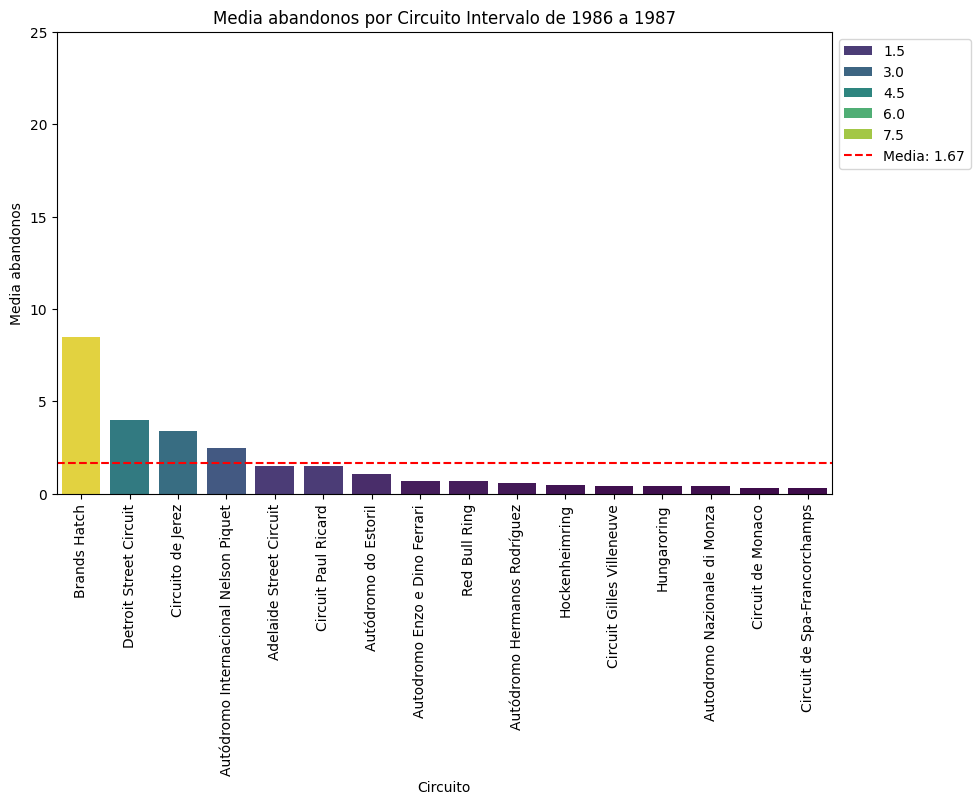 Media abandonos por Circuito Intervalo de 1986 a 1987
25
20
15
10
5
0
Media abandonos
1.5
3.0
4.5
6.0
7.5
Media: 1.67
Brands Hatch
Detroit Street Circuit
Circuito de Jerez
Autódromo Internacional Nelson Piquet
Adelaide Street Circuit
Circuit Paul Ricard
Autódromo do Estoril
Autodromo Enzo e Dino Ferrari
Red Bull Ring
Autódromo Hermanos Rodríguez
Hockenheimring
Circuit Gilles Villeneuve
Hungaroring
Autodromo Nazionale di Monza
Circuit de Monaco
Circuit de Spa-Francorchamps
Circuito